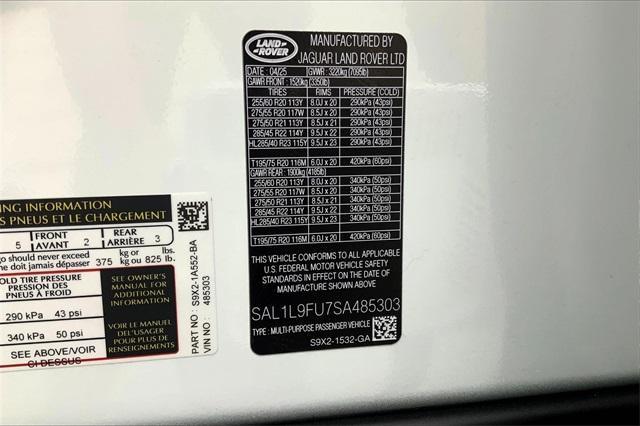 LAND ROVER
MANUFACTURED BY
JAGUAR LAND ROVER LTD
DATE : 04/25 GVWR : 3220kg (7095lb)
GAWR FRONT : 1520kg (3350lb)
TIRES RIMS PRESSURE (COLD)
255/60 R20 113Y 8.0J x 20 290kPa (43psi)
275/55 R20 117W 8.5J x 20 290kPa (43psi)
275/50 R21 113Y 8.5J x 21 290kPa (43psi)
285/45 R22 114Y 9.5J x 22 290kPa (43psi)
HL285/40 R23 115Y 9.5J x 23 290kPa (43psi)
T195/75 R20 116M 6.0J x 20 420kPa (60psi)
GAWR REAR : 1900kg (4185lb)
255/60 R20 113Y 8.0J x 20 340kPa (50psi)
275/55 R20 117W 8.5J x 20 340kPa (50psi)
275/50 R21 113Y 8.5J x 21 340kPa (50psi)
285/45 R22 114Y 9.5J x 22 340kPa (50psi)
HL285/40 R23 115Y 9.5J x 23 340kPa (50psi)
T195/75 R20 116M 6.0J x 20 420kPa (60psi)
THIS VEHICLE CONFORMS TO ALL APPLICABLE
U.S. FEDERAL MOTOR VEHICLE SAFETY
STANDARDS IN EFFECT ON THE DATE OF
MANUFACTURE SHOWN ABOVE.
SAL1L9FU7SA485303
TYPE: MULTI-PURPOSE PASSENGER VEHICLE
S9X2-1532-GA
ING INFORMATION
S PNEUS ET LE CHARGEMENT
5 FRONT AVANT 2 REAR ARRIÈRE 3
go should never exceed 375 kg or 825 lbs.
ne doit jamais dépasser kg ou lb.
OLD TIRE PRESSURE
PRESSION DES
PNEUS À FROID
290 kPa 43 psi
340 kPa 50 psi
SEE ABOVE/VOIR
CI-DESSUS
SEE OWNER'S
MANUAL FOR
ADDITIONAL
INFORMATION
VOIR LE MANUEL
DE L'USAGER
POUR PLUS DE
RENSEIGNEMENTS
P/N : S9X2-1A552-BA
VIN : 485303